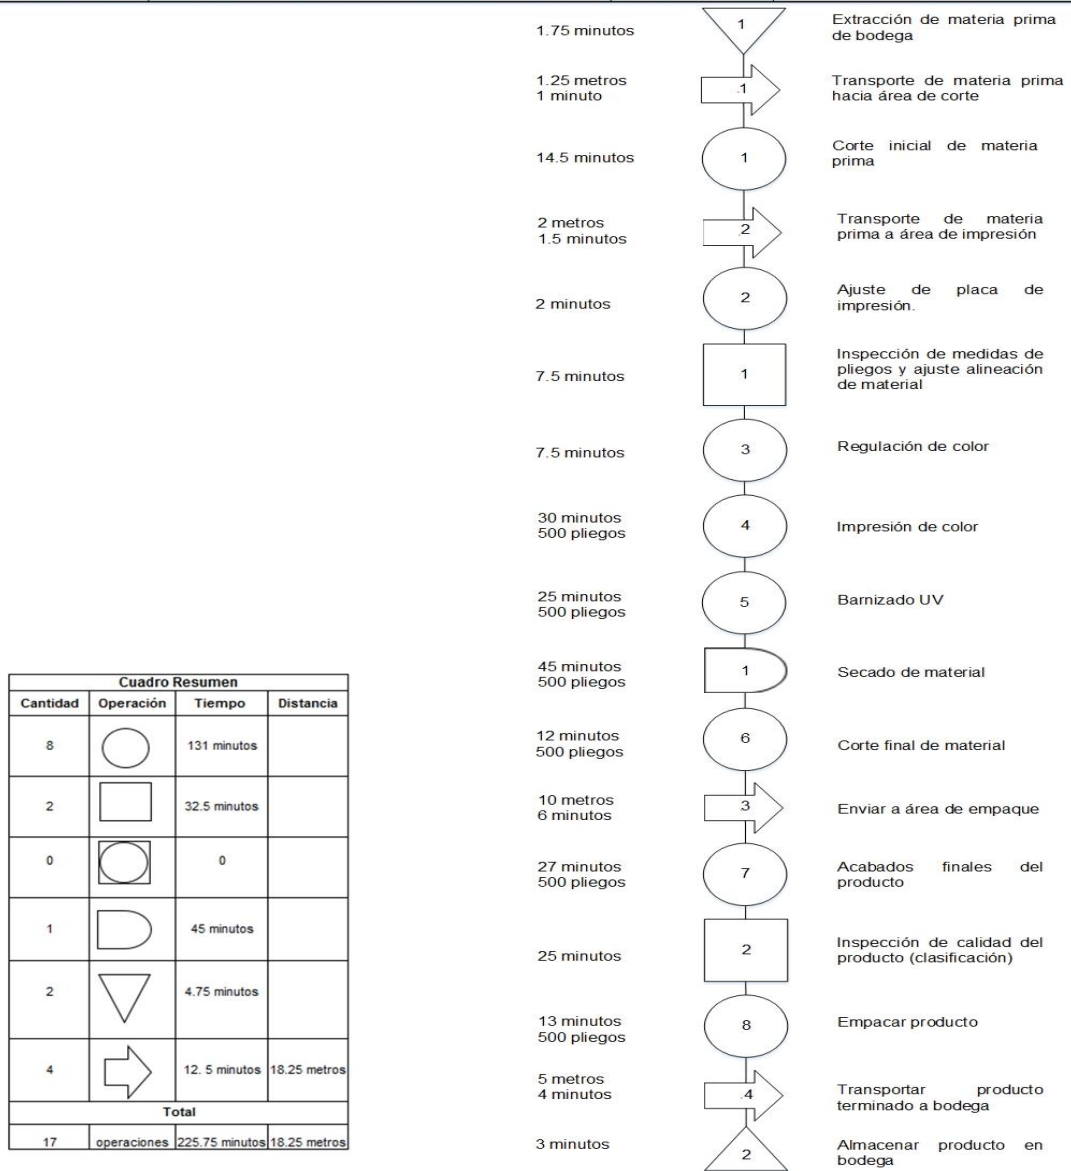 1.75 minutos
1
Extracción de materia prima
de bodega
1.25 metros
1 minuto
.1
Transporte de materia prima
hacia área de corte
14.5 minutos
1
Corte inicial de materia
prima
2 metros
1.5 minutos
.2
Transporte de materia
prima a área de impresión
2 minutos
2
Ajuste de placa de
impresión.
7.5 minutos
1
Inspección de medidas de
pliegos y ajuste alineación
de material
7.5 minutos
3
Regulación de color
30 minutos
500 pliegos
4
Impresión de color
25 minutos
500 pliegos
5
Barnizado UV
45 minutos
500 pliegos
1
Secado de material
12 minutos
500 pliegos
6
Corte final de material
10 metros
6 minutos
3
Enviar a área de empaque
27 minutos
500 pliegos
7
Acabados finales del
producto
25 minutos
2
Inspección de calidad del
producto (clasificación)
13 minutos
500 pliegos
8
Empacar producto
5 metros
4 minutos
.4
Transportar producto
terminado a bodega
3 minutos
2
Almacenar producto en
bodega
Cuadro Resumen
Cantidad Operación Tiempo Distancia
8 131 minutos
2 32.5 minutos
0 0
1 45 minutos
2 4.75 minutos
4 12. 5 minutos 18.25 metros
Total
17 operaciones 225.75 minutos 18.25 metros